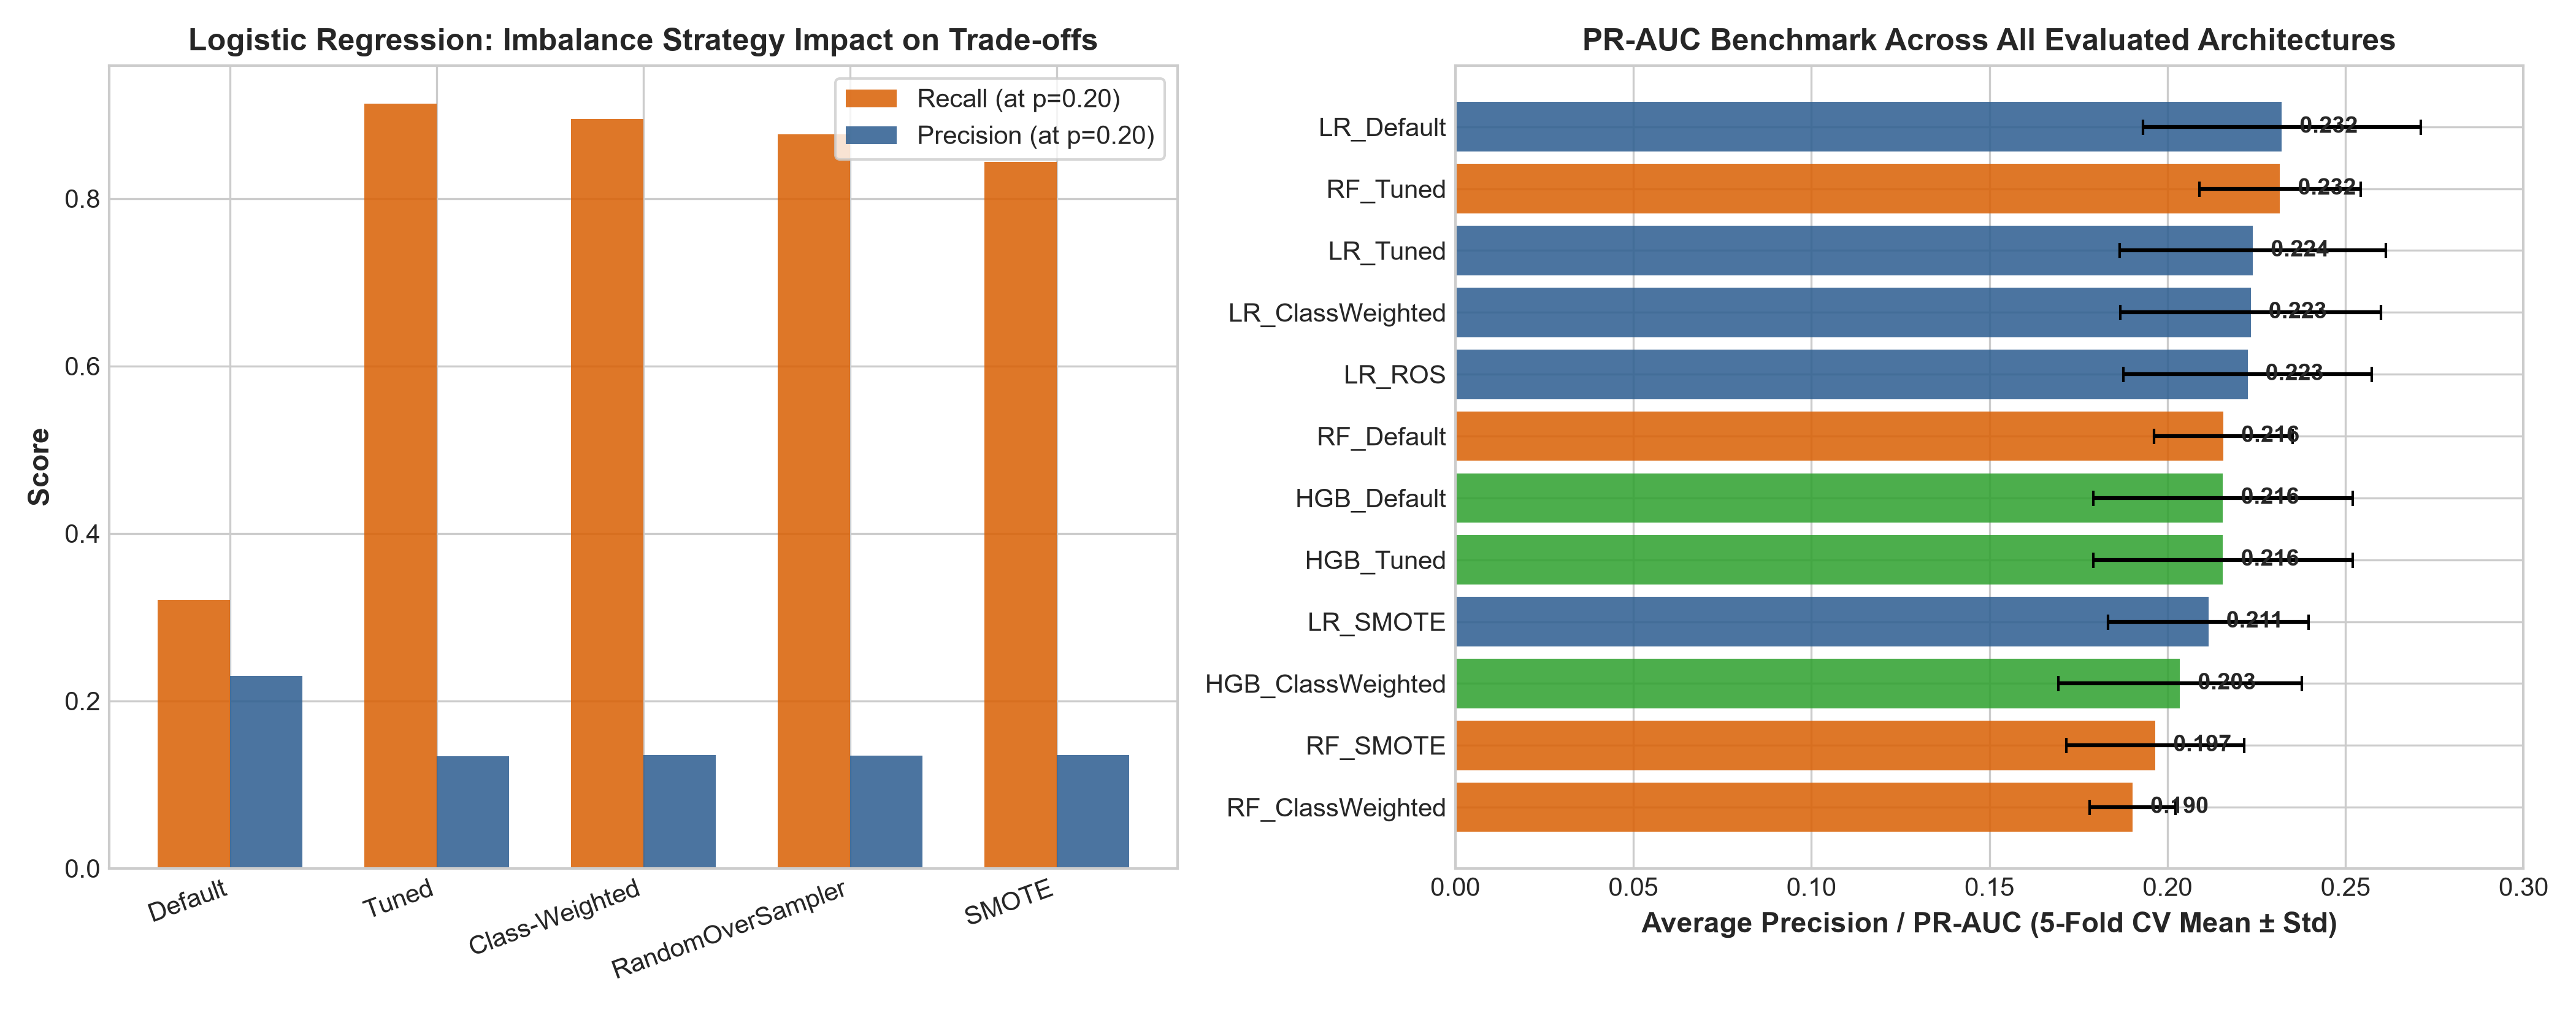 Logistic Regression: Imbalance Strategy Impact on Trade-offs
Recall (at p=0.20)
Precision (at p=0.20)
Score
0.8
0.6
0.4
0.2
0.0
Default
Tuned
Class-Weighted
RandomOverSampler
SMOTE
PR-AUC Benchmark Across All Evaluated Architectures
LR_Default
0.232
RF_Tuned
0.232
LR_Tuned
0.224
LR_ClassWeighted
0.223
LR_ROS
0.223
RF_Default
0.216
HGB_Default
0.216
HGB_Tuned
0.216
LR_SMOTE
0.211
HGB_ClassWeighted
0.203
RF_SMOTE
0.197
RF_ClassWeighted
0.190
0.00 0.05 0.10 0.15 0.20 0.25 0.30
Average Precision / PR-AUC (5-Fold CV Mean ± Std)